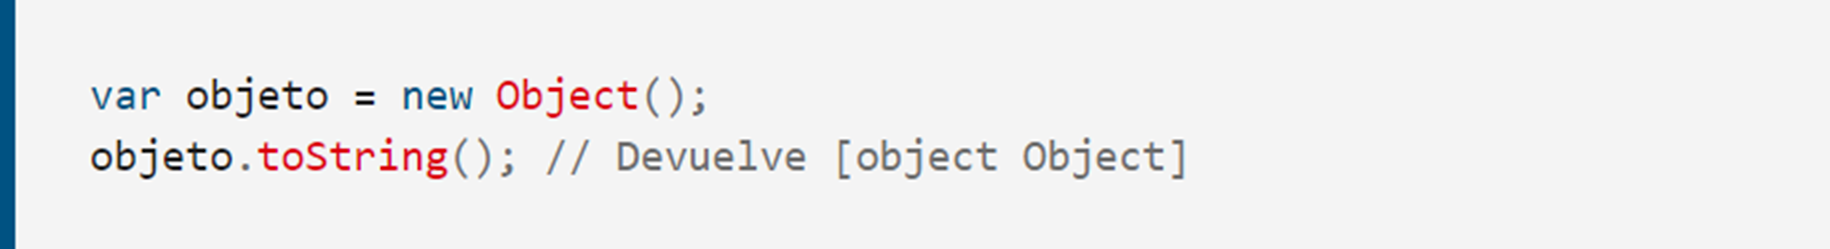 var objeto = new Object();
objeto.toString(); // Devuelve [object Object]